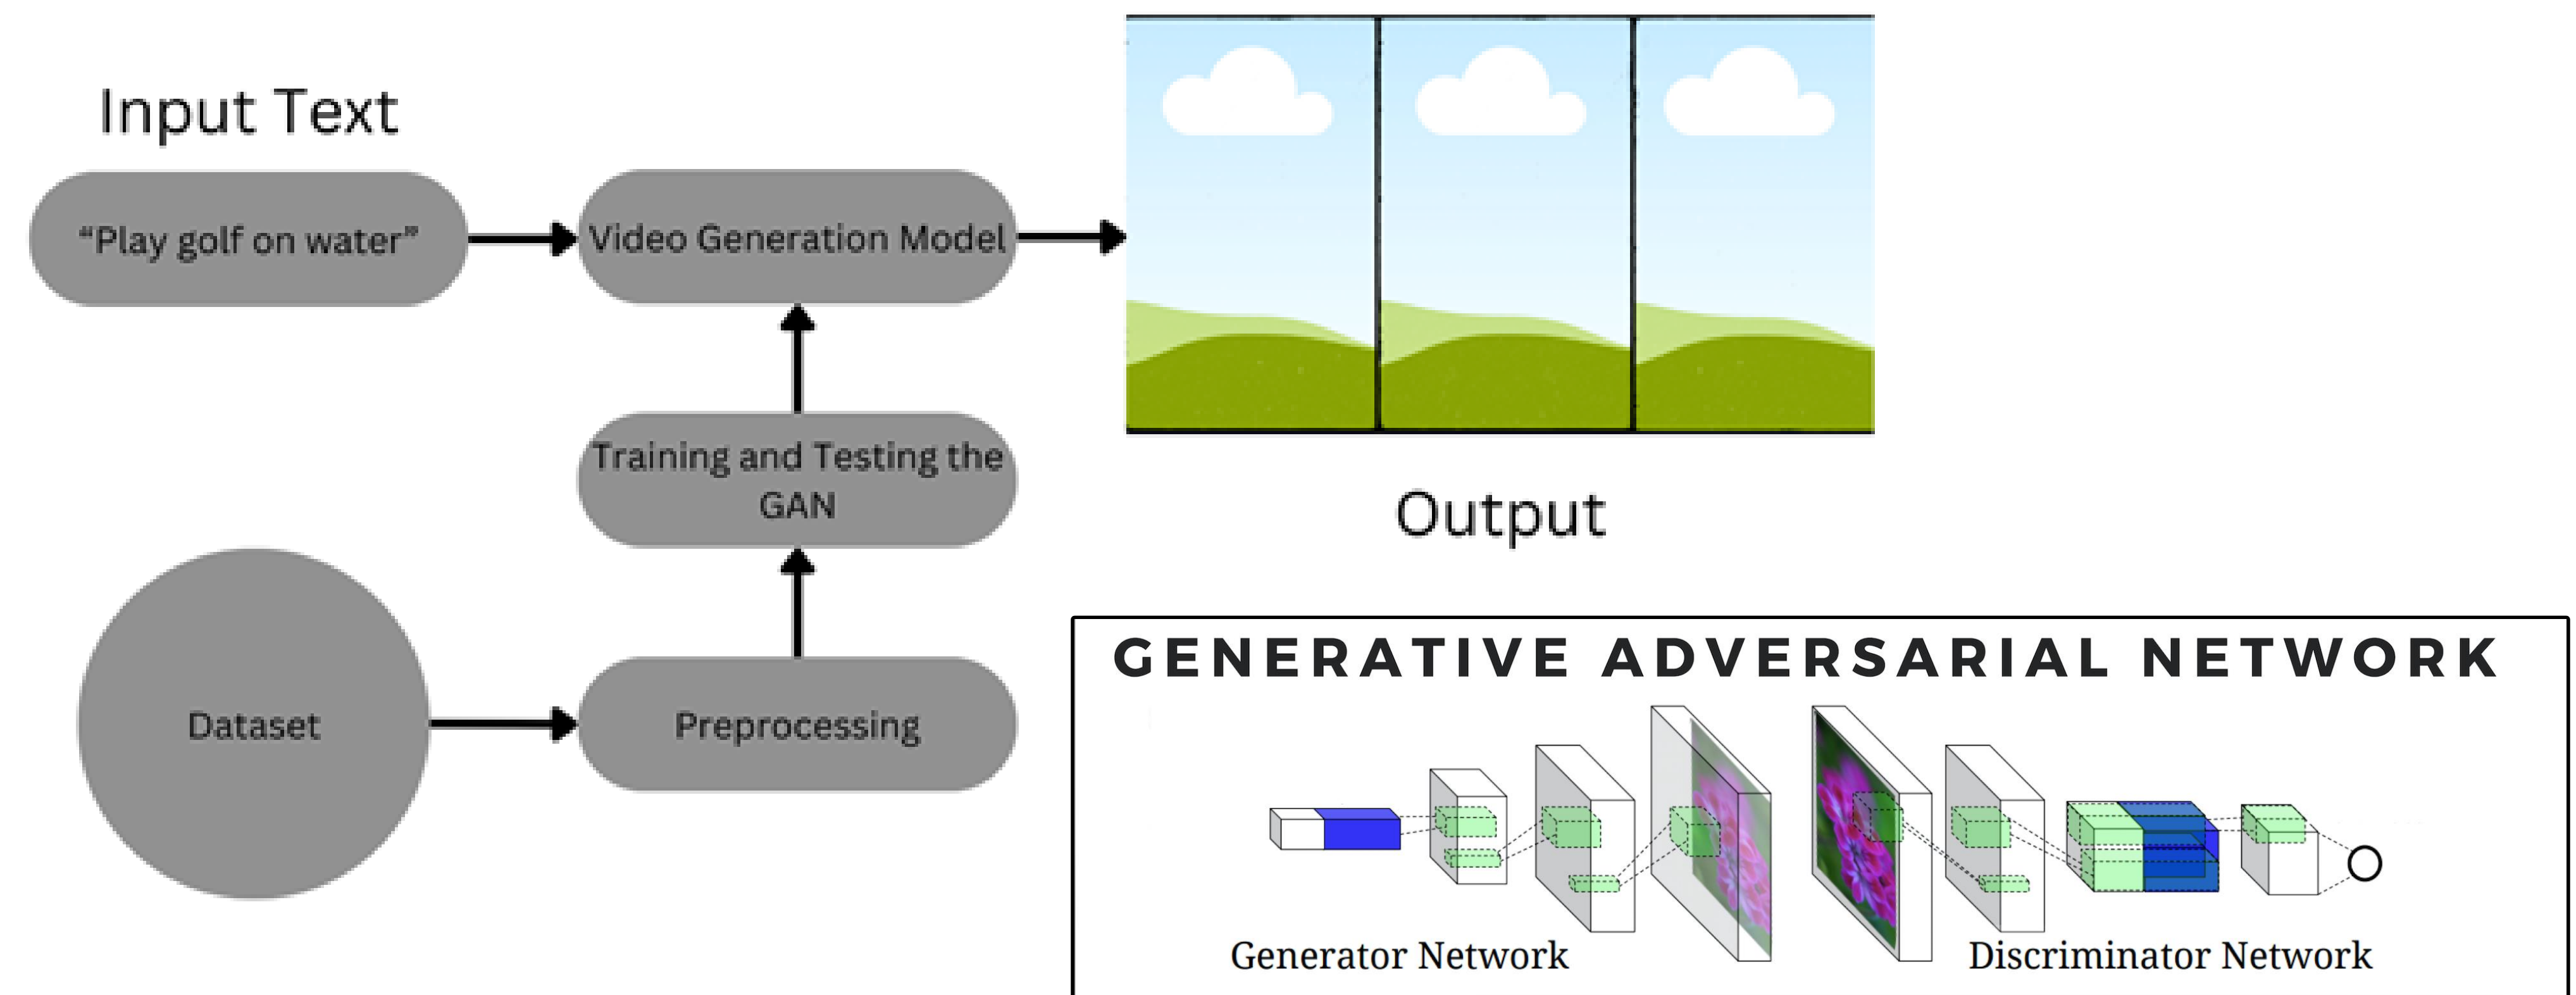 Input Text
“Play golf on water”
Video Generation Model
Training and Testing the
GAN
Output
Dataset
Preprocessing
GENERATIVE ADVERSARIAL NETWORK
Generator Network
Discriminator Network